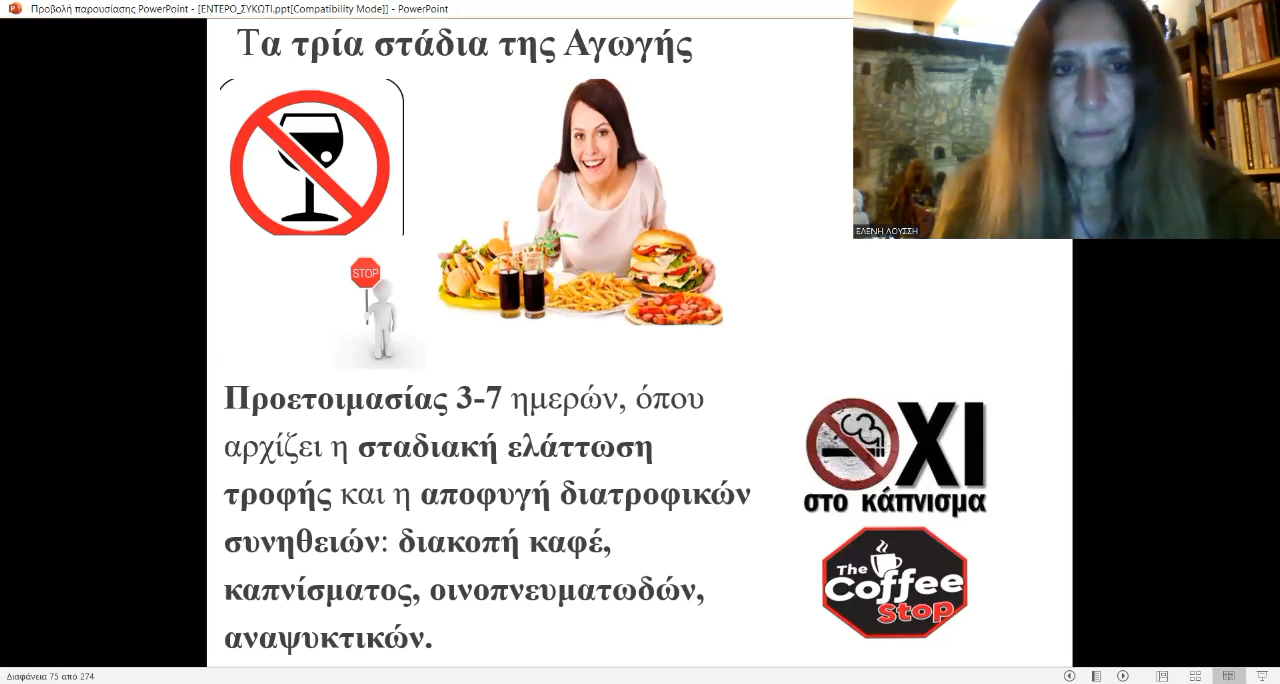 Προβολή παρουσίασης PowerPoint - [ΕΝΤΕΡΟ_ΣΥΚΩΤΙ.ppt[Compatibility Mode]] - PowerPoint
Τα τρία στάδια της Αγωγής
STOP
ΕΛΕΝΗ ΛΟΥΣΣΗ
Προετοιμασίας 3-7 ημερών, όπου
αρχίζει η σταδιακή ελάττωση
τροφής και η αποφυγή διατροφικών
συνηθειών: διακοπή καφέ,
καπνίσματος, οινοπνευματωδών,
αναψυκτικών.
ΟΧΙ
στο κάπνισμα
The
Coffee
Stop
Διαφάνεια 75 από 274